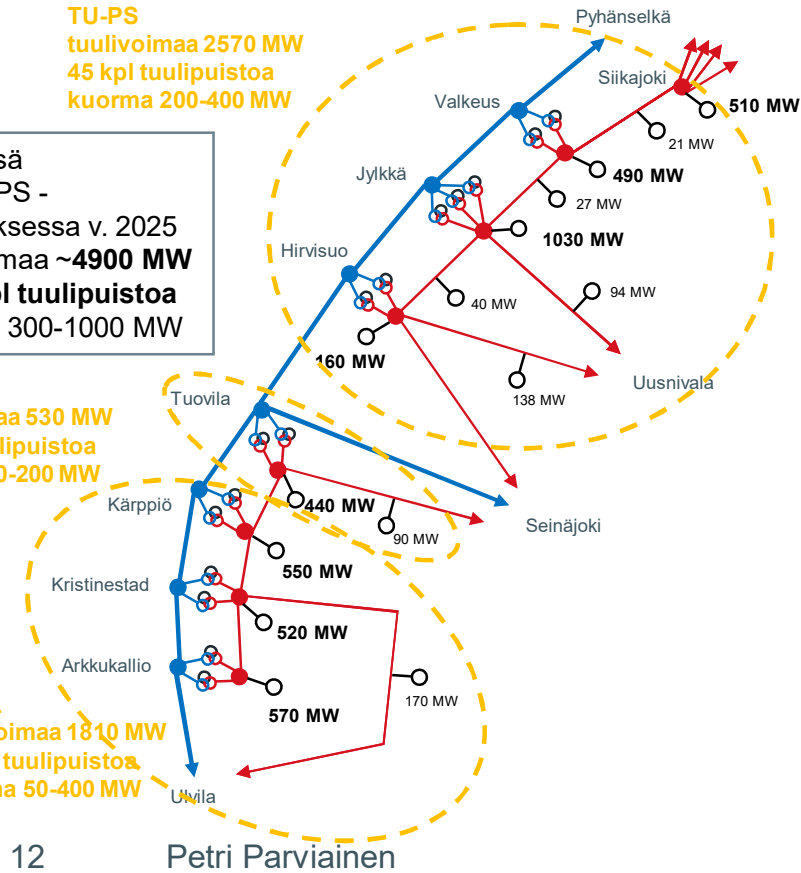 TU-PS
tuulivoimaa 2570 MW
45 kpl tuulipuistoa
kuorma 200-400 MW
Pyhänselkä
Siikajoki
510 MW
Valkeus
21 MW
490 MW
27 MW
Jylkkä
1030 MW
94 MW
Hirvisuo
40 MW
160 MW
138 MW
Uusnivala
sä
PS -
ksessa v. 2025
maa ~4900 MW
l tuulipuistoa
300-1000 MW
Tuovila
aa 530 MW
lipuistoa
0-200 MW
440 MW
90 MW
Seinäjoki
Kärppiö
550 MW
Kristinestad
520 MW
Arkkukallio
570 MW
170 MW
oimaa 1810 MW
tuulipuistoa
a 50-400 MW
Ulvila
12
Petri Parviainen